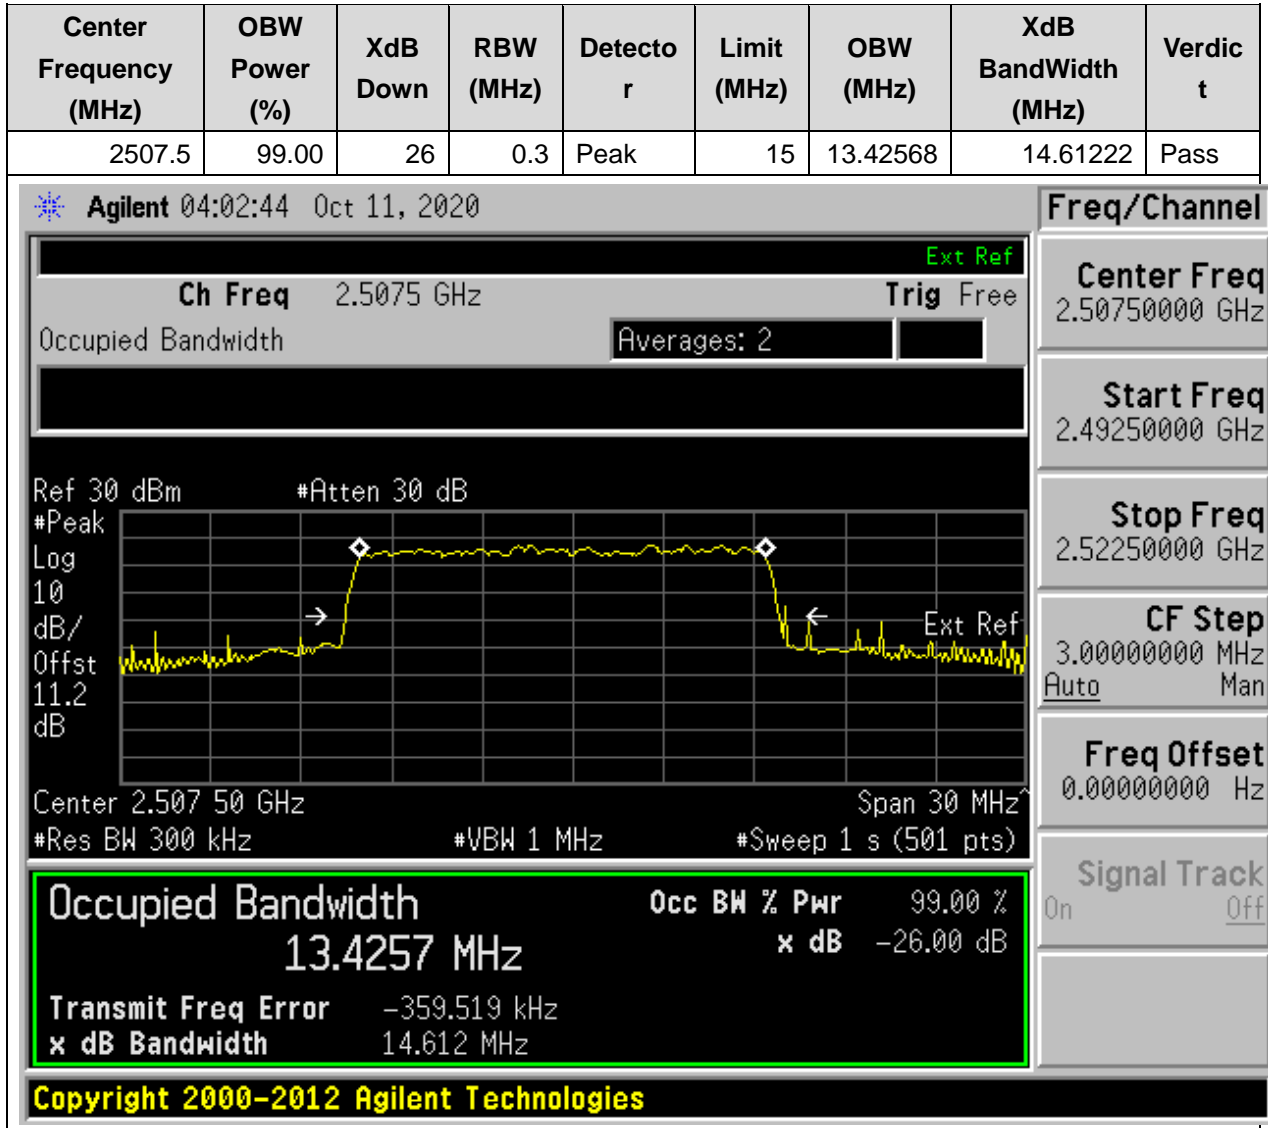 Center Frequency (MHz) OBW Power (%) XdB Down RBW (MHz) Detecto r Limit (MHz) OBW (MHz) XdB BandWidth (MHz) Verdic t
2507.5 99.00 26 0.3 Peak 15 13.42568 14.61222 Pass
Agilent 04:02:44 Oct 11, 2020
Freq/Channel
Ext Ref
Ch Freq 2.5075 GHz Trig Free
Occupied Bandwidth Averages: 2
Center Freq
2.50750000 GHz
Start Freq
2.49250000 GHz
Stop Freq
2.52250000 GHz
CF Step
3.00000000 MHz
Auto Man
Freq Offset
0.00000000 Hz
Signal Track
On Off
Ref 30 dBm #Atten 30 dB
#Peak
Log
10
dB/
Offst
11.2
dB
Ext Ref
Center 2.507 50 GHz Span 30 MHz^
#Res BW 300 kHz #VBW 1 MHz #Sweep 1 s (501 pts)
Occupied Bandwidth Occ BW % Pwr 99.00 %
13.4257 MHz x dB -26.00 dB
Transmit Freq Error -359.519 kHz
x dB Bandwidth 14.612 MHz
Copyright 2000-2012 Agilent Technologies